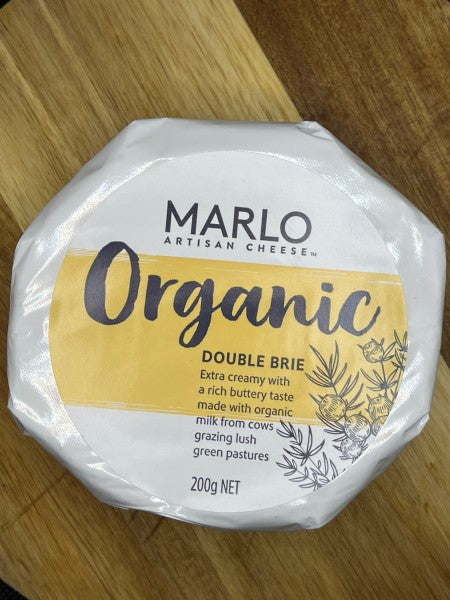 MARLO
ARTISAN CHEESE™
Organic
DOUBLE BRIE
Extra creamy with
a rich buttery taste
made with organic
milk from cows
grazing lush
green pastures
200g NET